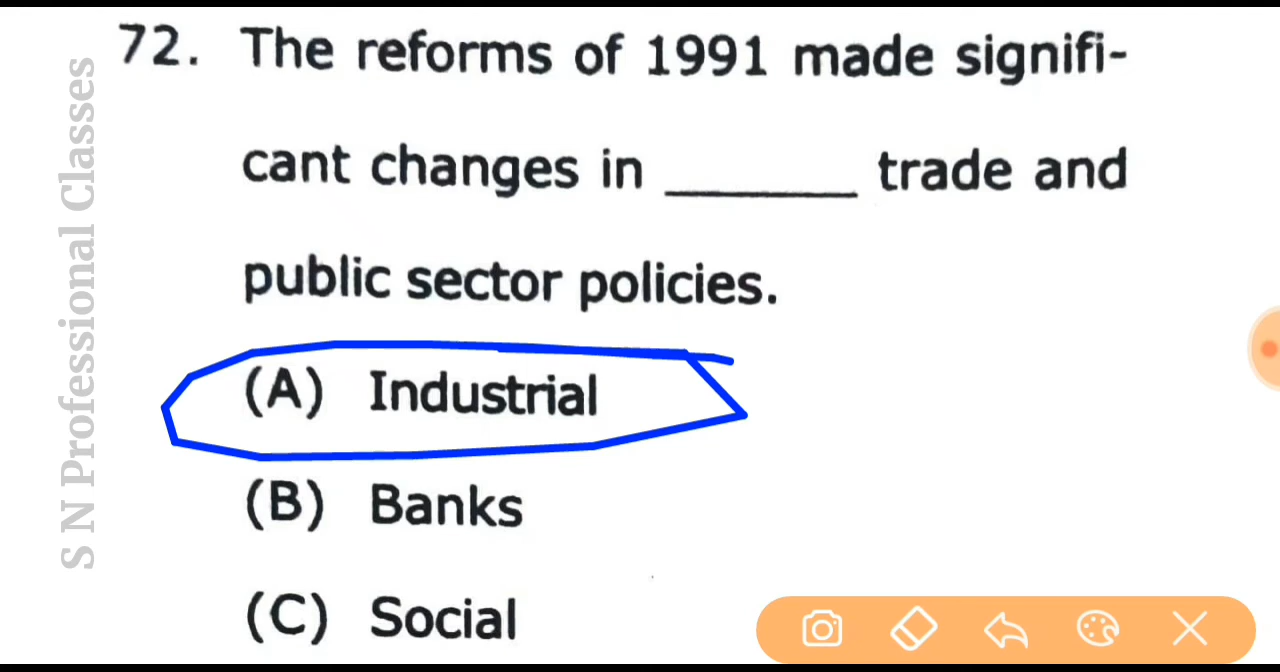 72. The reforms of 1991 made signifi-
cant changes in ______ trade and
public sector policies.
(A) Industrial
(B) Banks
(C) Social
S N Professional Classes